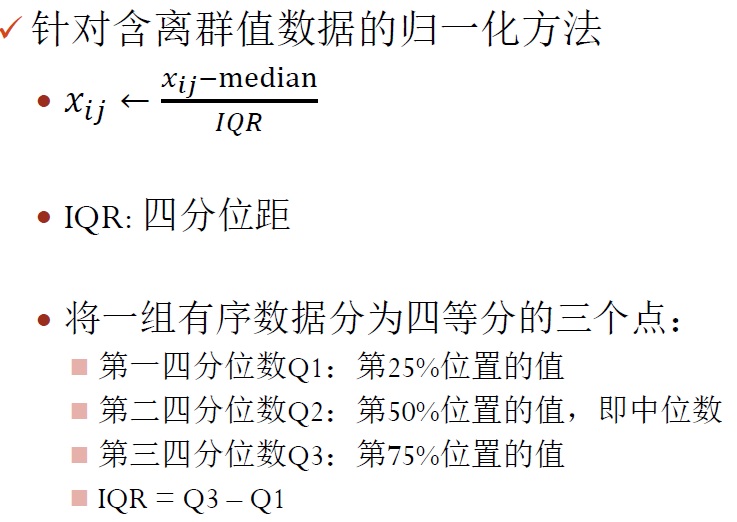 ✓ 针对含离群值数据的归一化方法
• $x_{ij} \leftarrow \frac{x_{ij}-\text{median}}{IQR}$
• IQR: 四分位距
• 将一组有序数据分为四等分的三个点：
■ 第一四分位数Q1：第25%位置的值
■ 第二四分位数Q2：第50%位置的值，即中位数
■ 第三四分位数Q3：第75%位置的值
■ IQR = Q3 – Q1